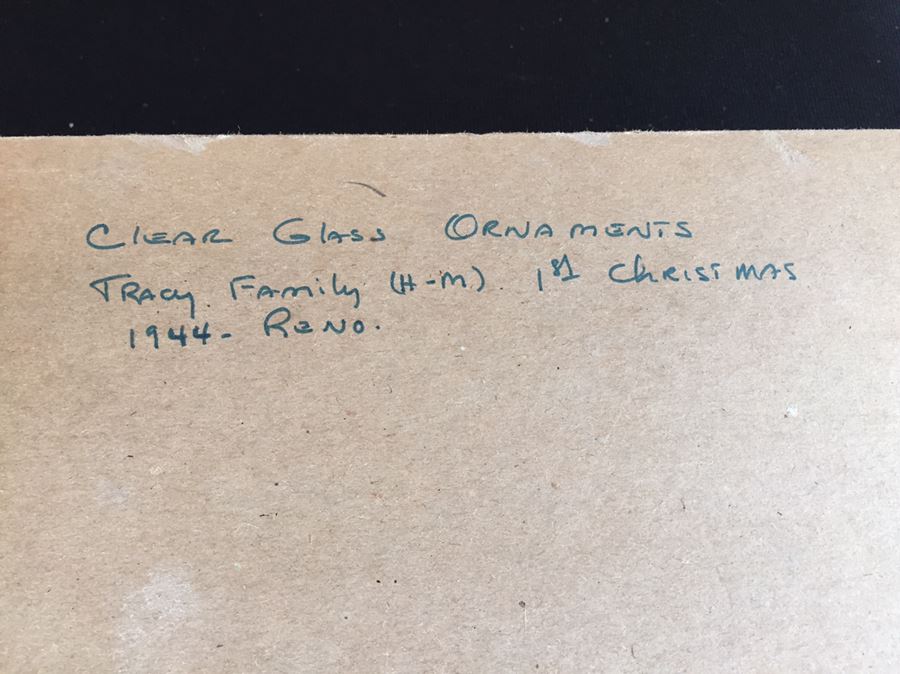 Clear Glass Ornaments
Tracy Family (H-M). 1st Christmas
1944- Reno.